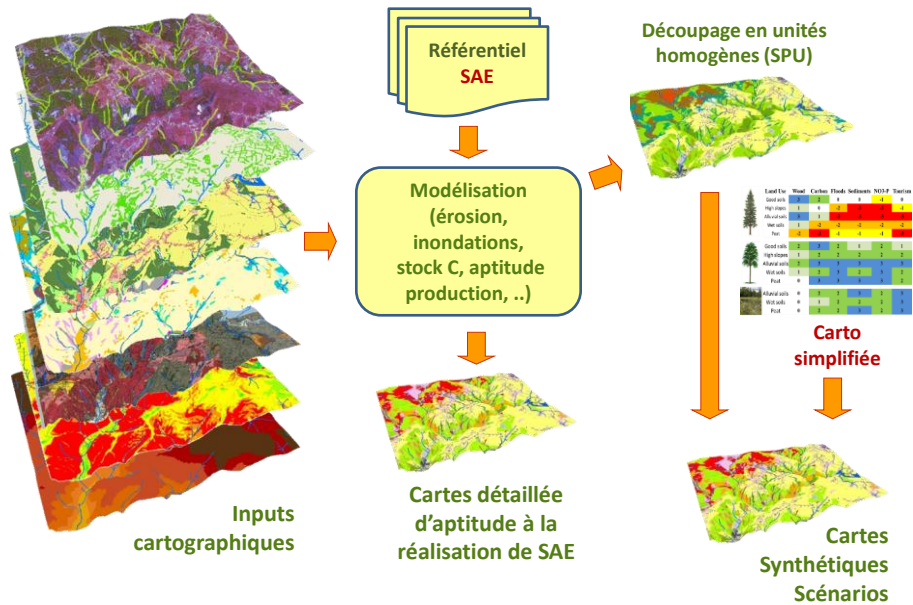 Référentiel
SAE
Découpage en unités
homogènes (SPU)
Modélisation
(érosion,
inondations,
stock C, aptitude
production, ..)
Land Use Wood Carbon Floods Sediments NO3-P Tourism
Good soils
High slopes
Alluvial soils
Wet soils
Peat
Good soils
High slopes
Alluvial soils
Wet soils
Peat
Alluvial soils
Wet soils
Peat
Carto
simplifiée
Inputs
cartographiques
Cartes détaillée
d'aptitude à la
réalisation de SAE
Cartes
Synthétiques
Scénarios